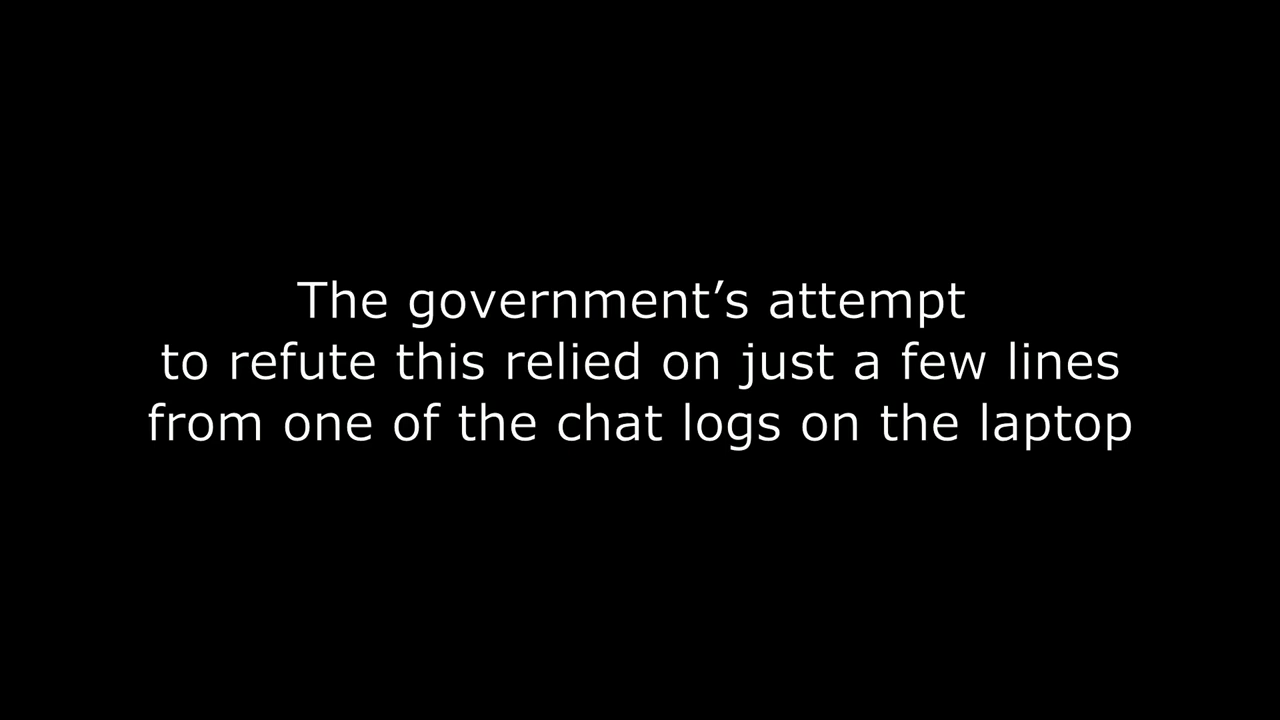 The government’s attempt
to refute this relied on just a few lines
from one of the chat logs on the laptop